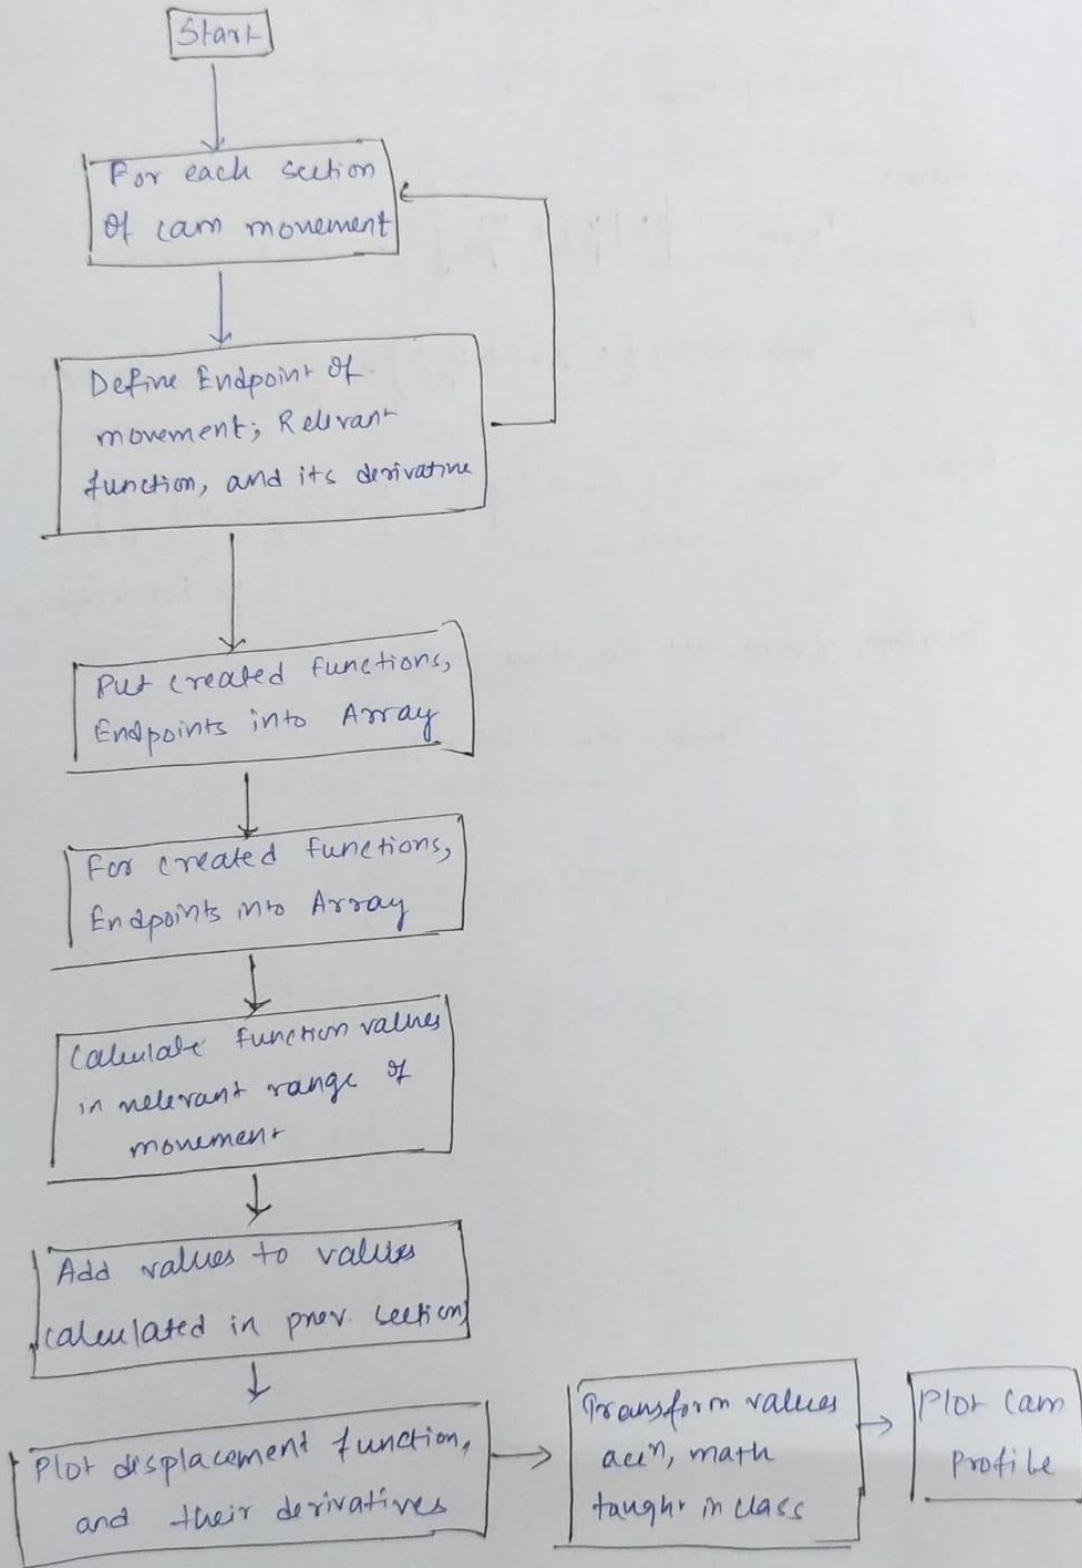 Start
For each section
of cam movement
Define Endpoint of
movement; Relevant
function, and its derivative
Put created functions,
Endpoints into Array
For created functions,
Endpoints into Array
Calculate function values
in relevant range of
movement
Add values to values
calculated in prev. section
Plot displacement function,
and their derivatives
Transform values
accⁿ, math
taught in class
Plot Cam
Profile